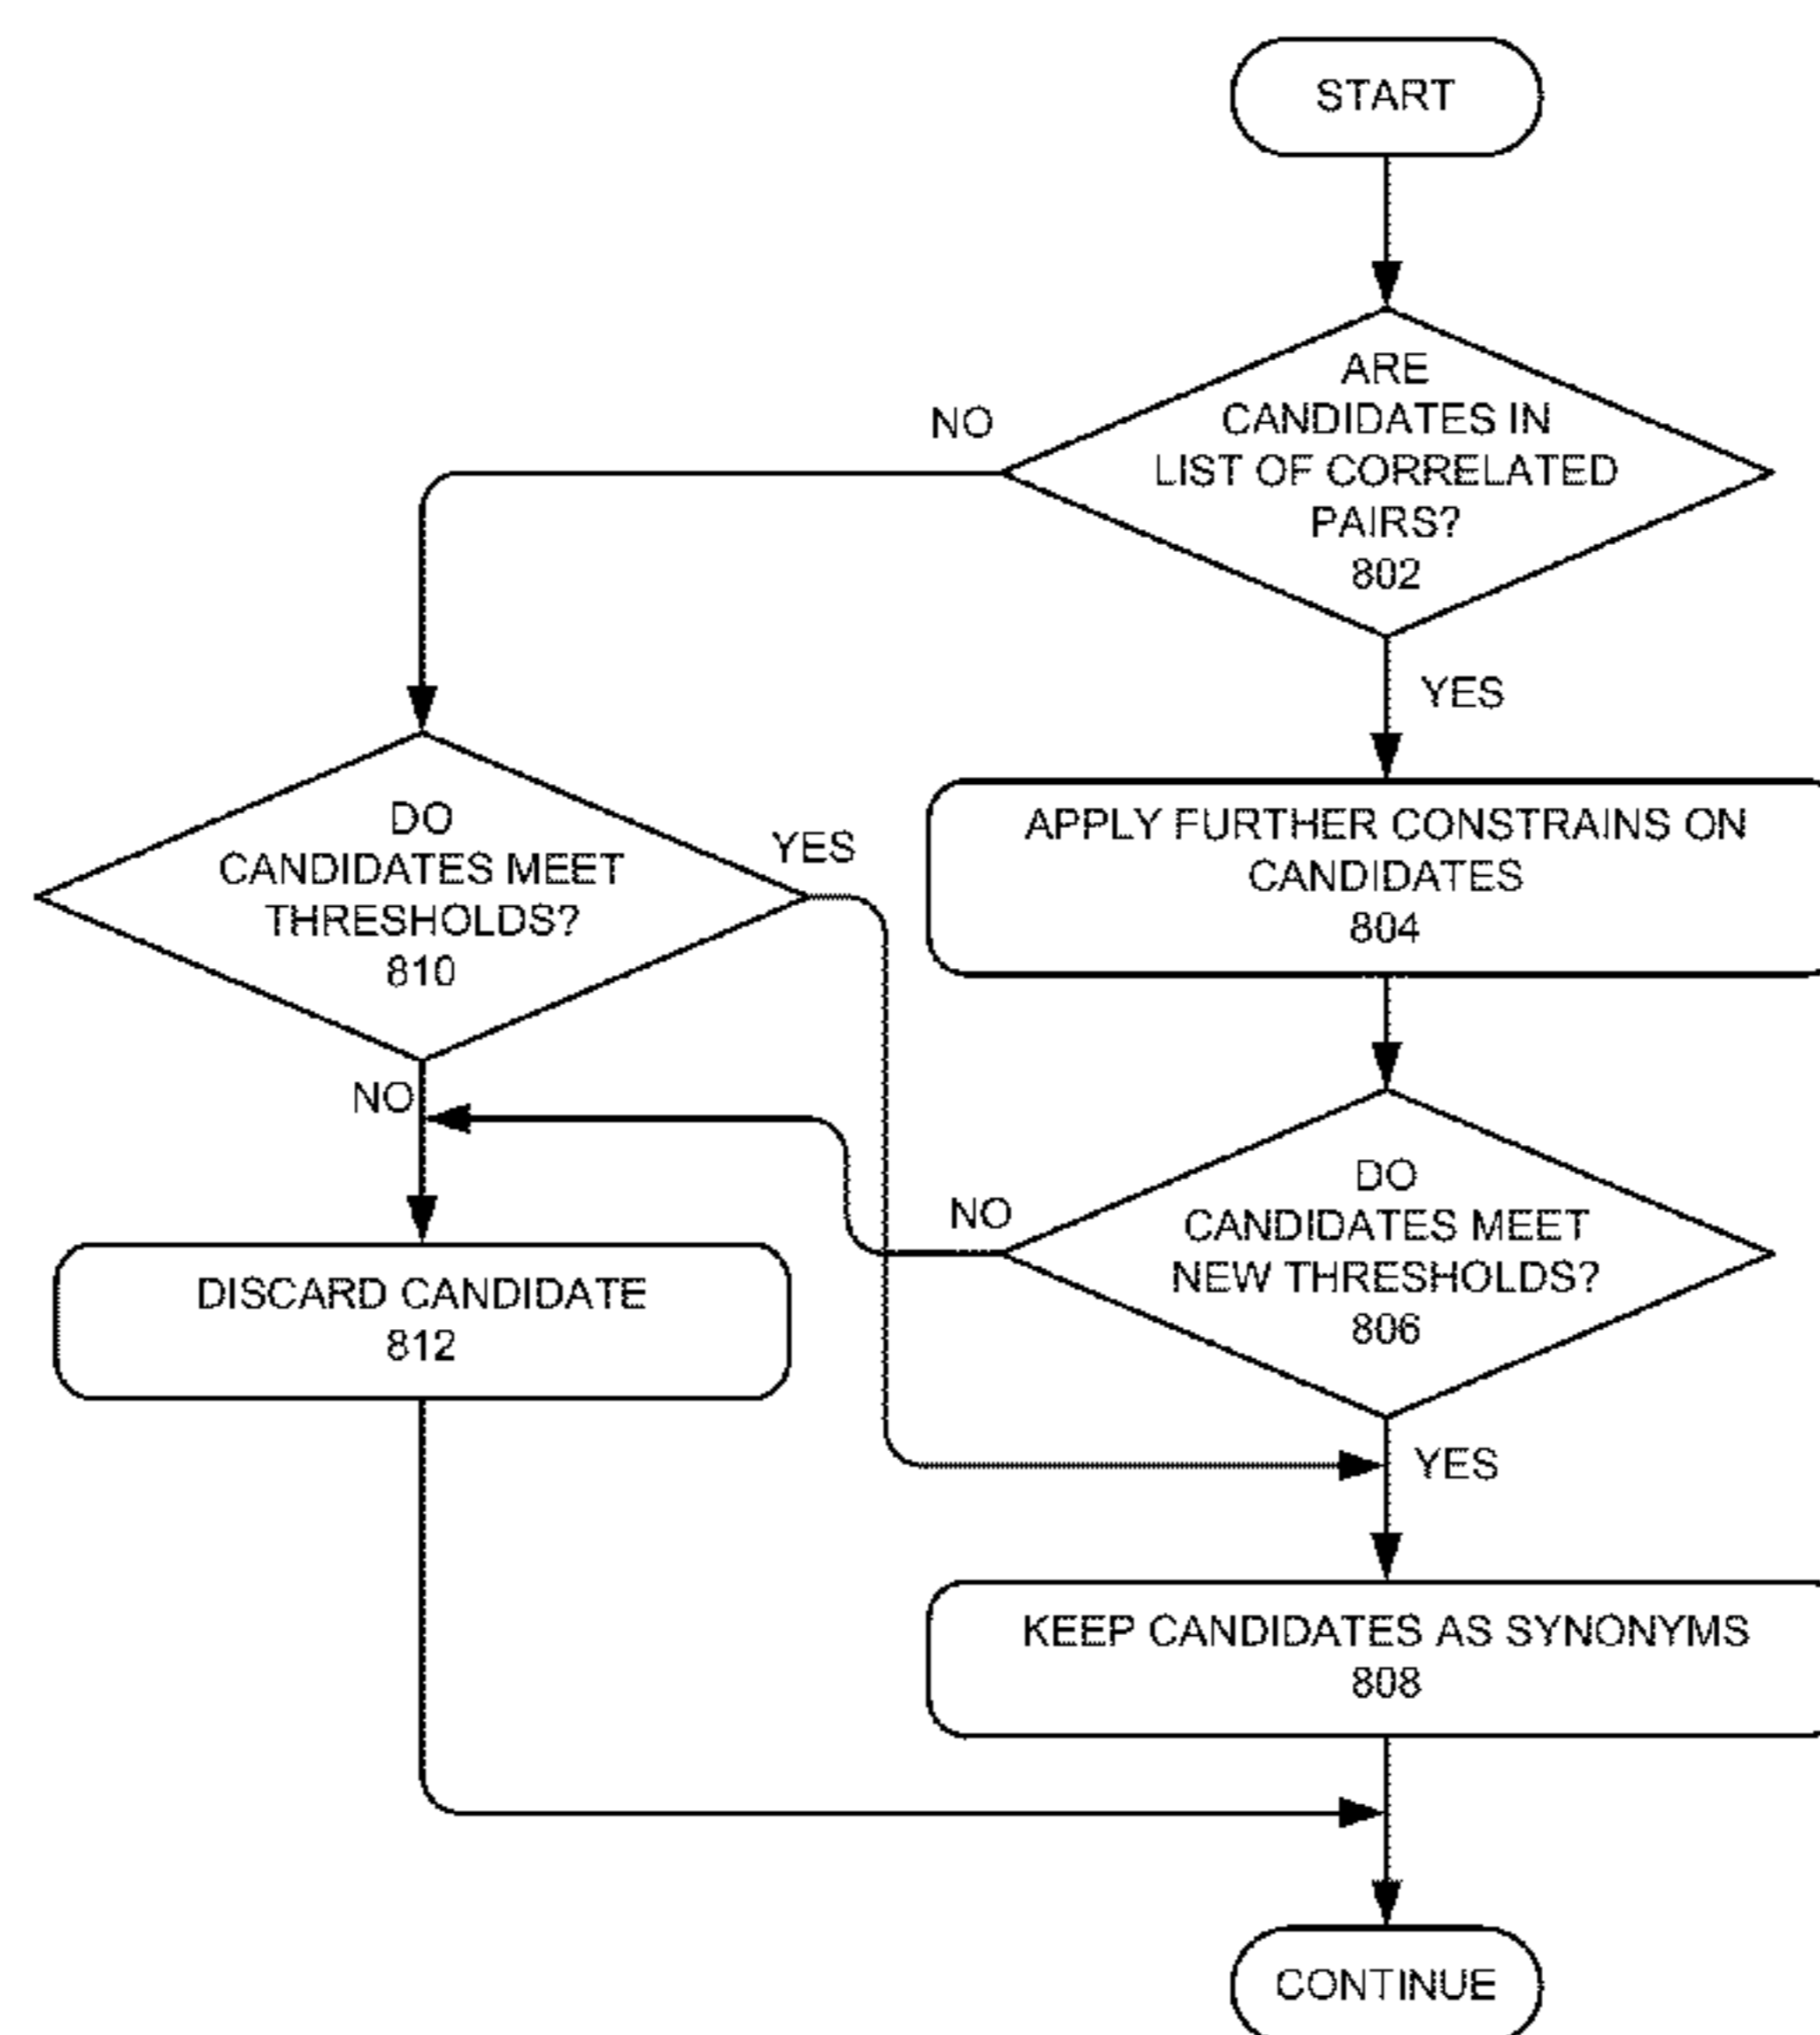 START
ARE
CANDIDATES IN
LIST OF CORRELATED
PAIRS?
802
NO
YES
DO
CANDIDATES MEET
THRESHOLDS?
810
YES
NO
APPLY FURTHER CONSTRAINS ON
CANDIDATES
804
DO
CANDIDATES MEET
NEW THRESHOLDS?
806
NO
YES
DISCARD CANDIDATE
812
KEEP CANDIDATES AS SYNONYMS
808
CONTINUE